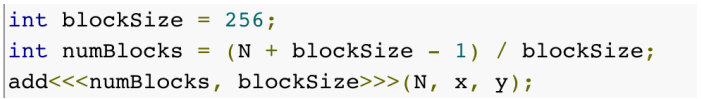 int blockSize = 256;
int numBlocks = (N + blockSize - 1) / blockSize;
add<<<numBlocks, blockSize>>>(N, x, y);